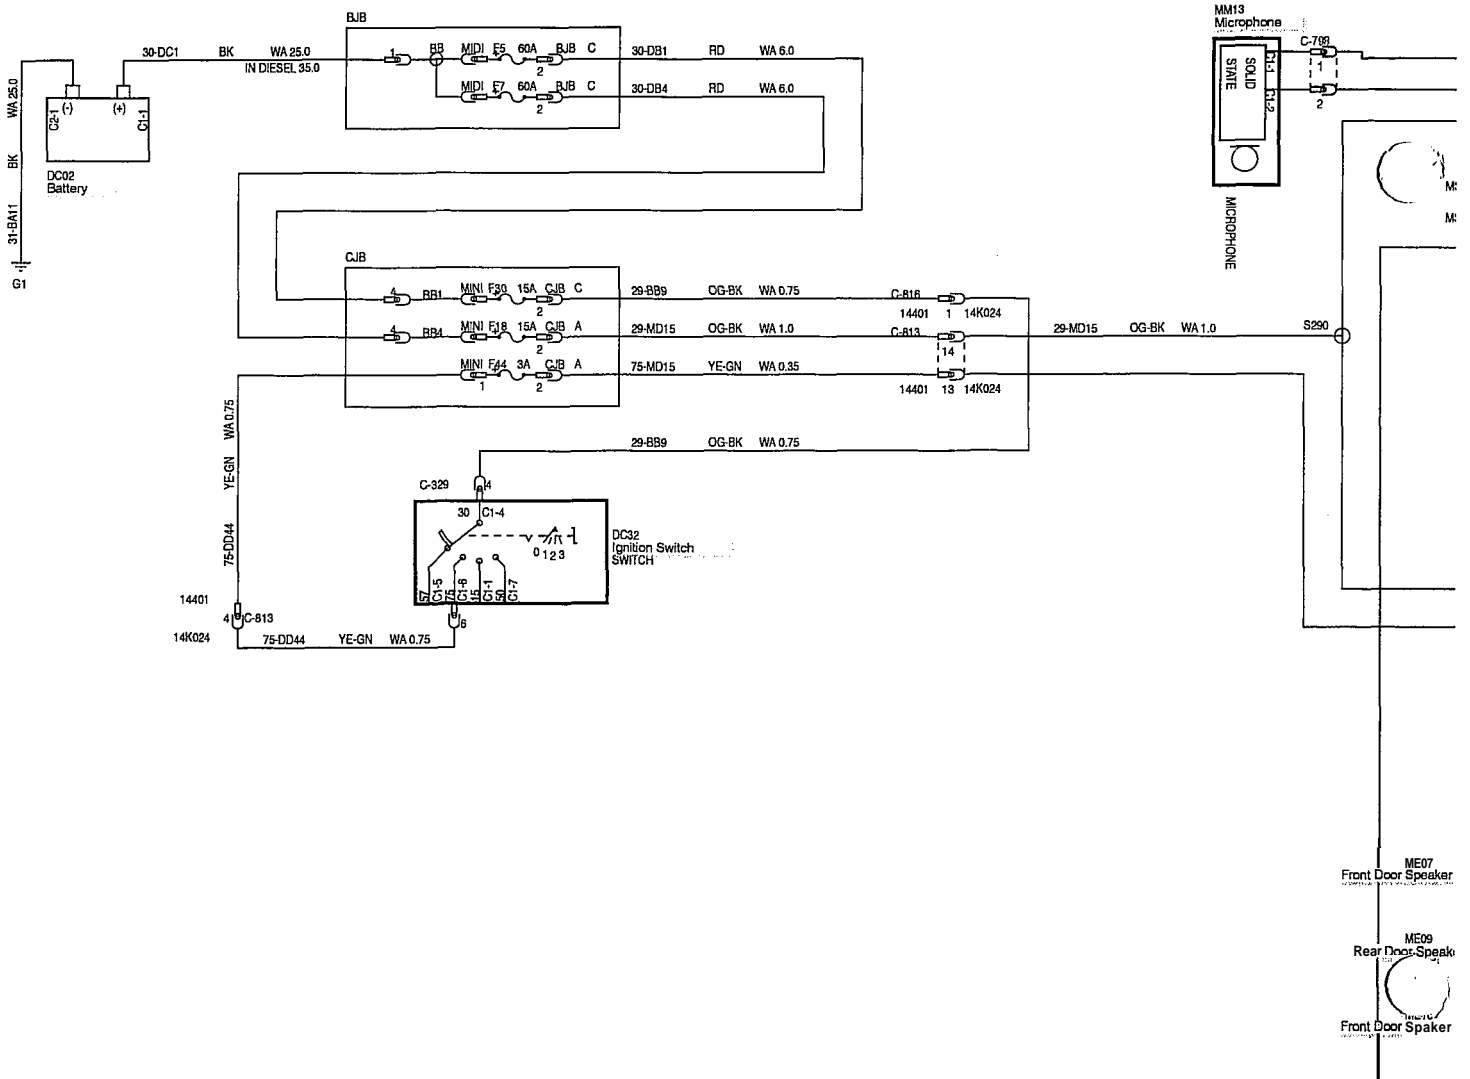 BJB
MM13
Microphone
30-DC1 BK WA 25.0
IN DIESEL 35.0
1 BB MIDI F5 60A BJB C
2
30-DB1 RD WA 6.0
MIDI F7 60A BJB C
2
30-DB4 RD WA 6.0
C-798
1
2
SOLID STATE
C1-1
C1-2
MICROPHONE
WA 25.0
BK
31-BA11
G1
(-) (+)
C2-1 C1-1
DC02
Battery
CJB
4 BB1 MINI F30 15A CJB C
2
29-BB9 OG-BK WA 0.75
C-816
14401 1 14K024
4 BB4 MINI F18 15A CJB A
2
29-MD15 OG-BK WA 1.0
C-813
14
29-MD15 OG-BK WA 1.0
S290
MINI F44 3A CJB A
1 2
75-MD15 YE-GN WA 0.35
14401 13 14K024
WA 0.75
YE-GN
75-DD44
29-BB9 OG-BK WA 0.75
C-329 4
30 C1-4
0 1 2 3
57 C1-5 75 C1-6 15 C1-1 50 C1-7
DC32
Ignition Switch
SWITCH
6
14401
4 C-813
14K024
75-DD44 YE-GN WA 0.75
ME07
Front Door Speaker
ME09
Rear Door Speak
Front Door Spaker